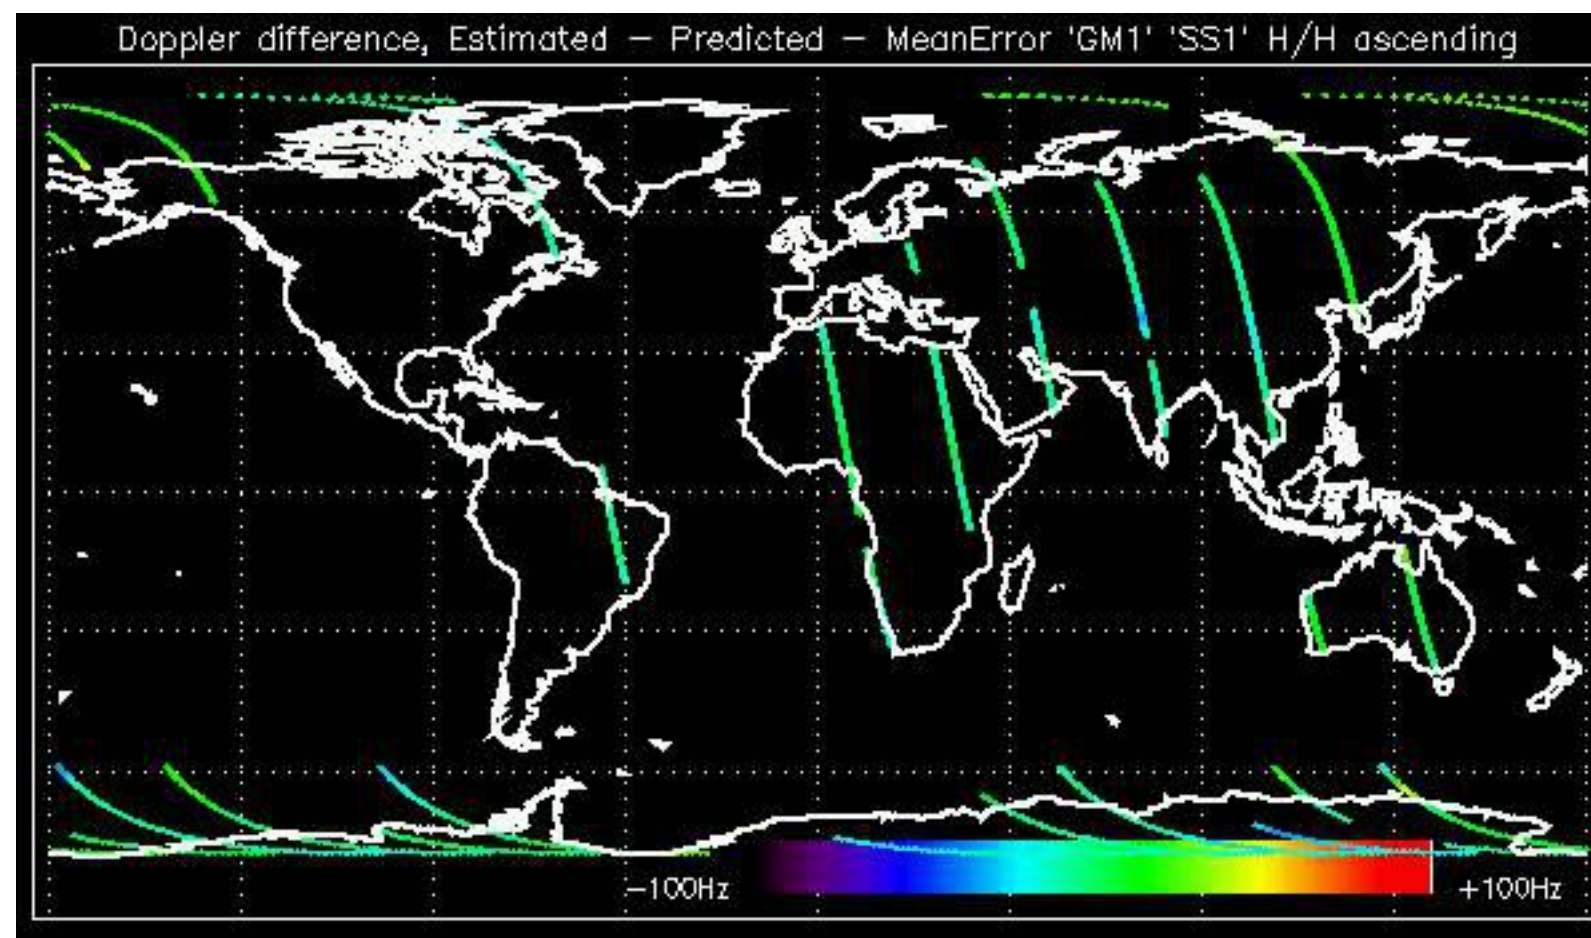 Doppler difference, Estimated – Predicted – MeanError 'GM1' 'SS1' H/H ascending
–100Hz
+100Hz